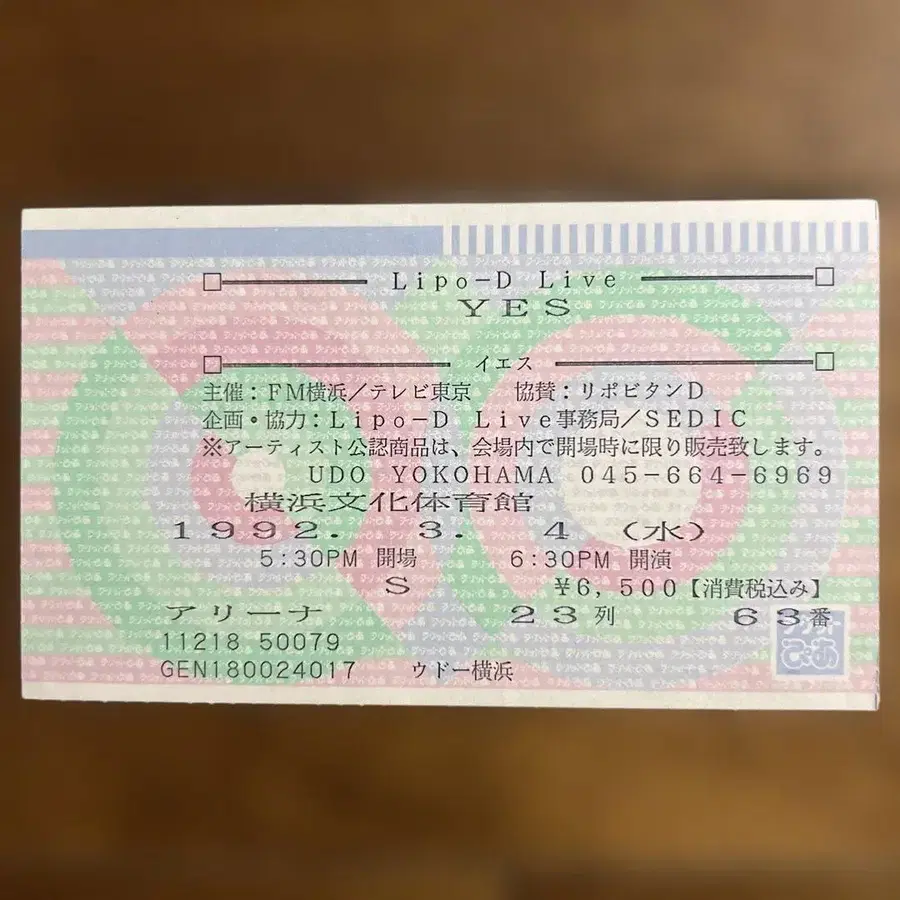 Lipo-D Live
YES
イエス
主催：FM横浜／テレビ東京　協賛：リポビタンD
企画・協力：Lipo-D Live事務局／SEDIC
※アーティスト公認商品は、会場内で開場時に限り販売致します。
UDO YOKOHAMA 045-664-6969
横浜文化体育館
1992. 3. 4 (水)
5:30PM 開場　6:30PM 開演
S　¥6,500【消費税込み】
アリーナ　23列　63番
11218 50079
GEN180024017　ウドー横浜
チケットぴあ